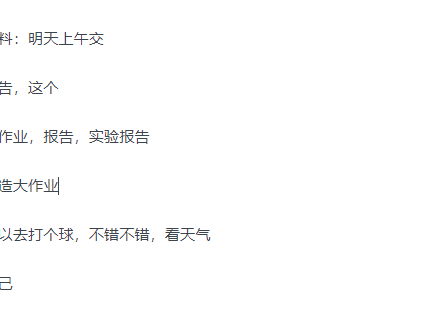 料：明天上午交
告，这个
作业，报告，实验报告
造大作业
以去打个球，不错不错，看天气
己